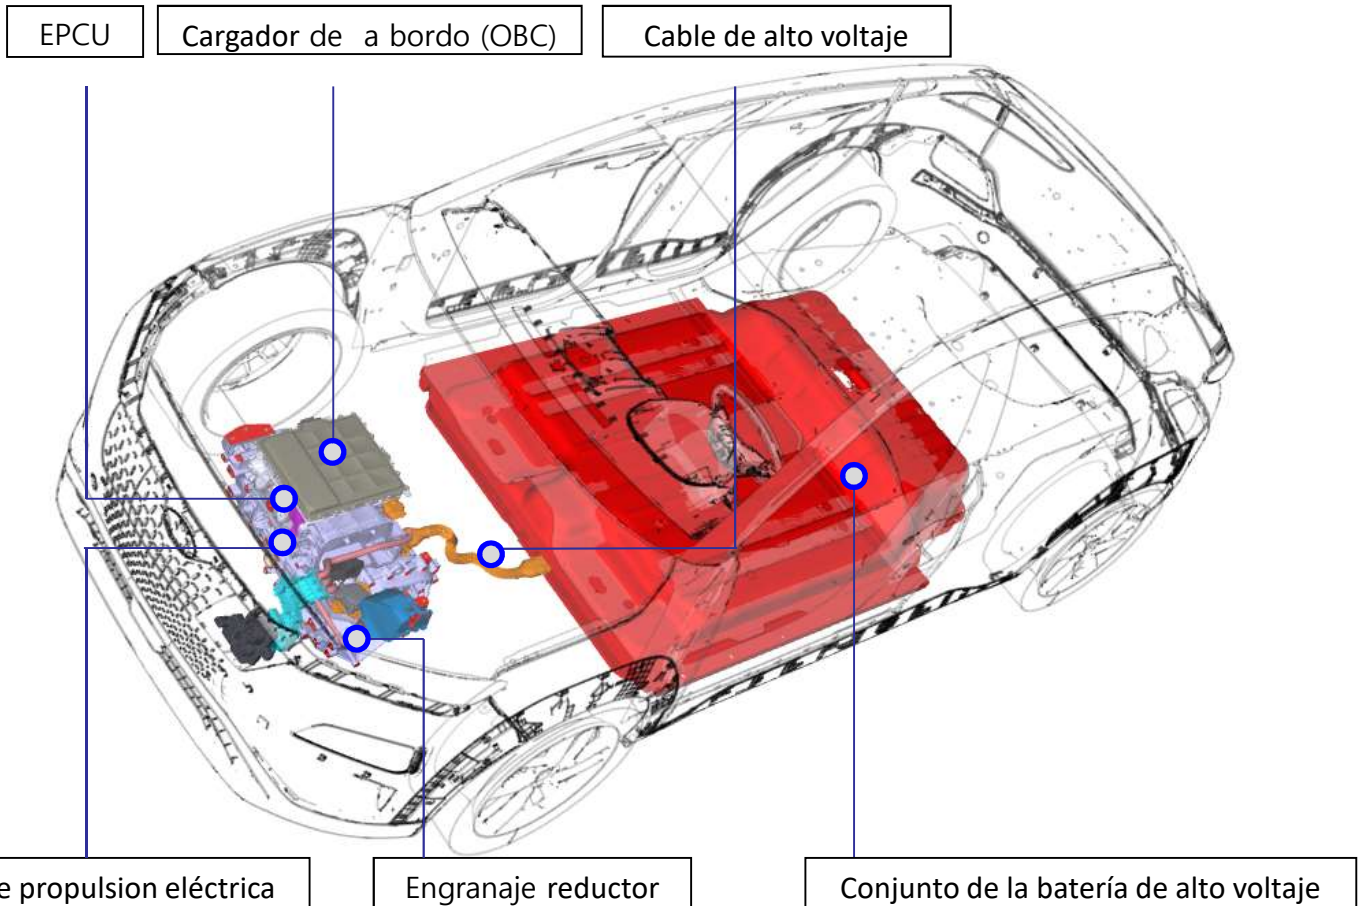 EPCU
Cargador de a bordo (OBC)
Cable de alto voltaje
e propulsion eléctrica
Engranaje reductor
Conjunto de la batería de alto voltaje